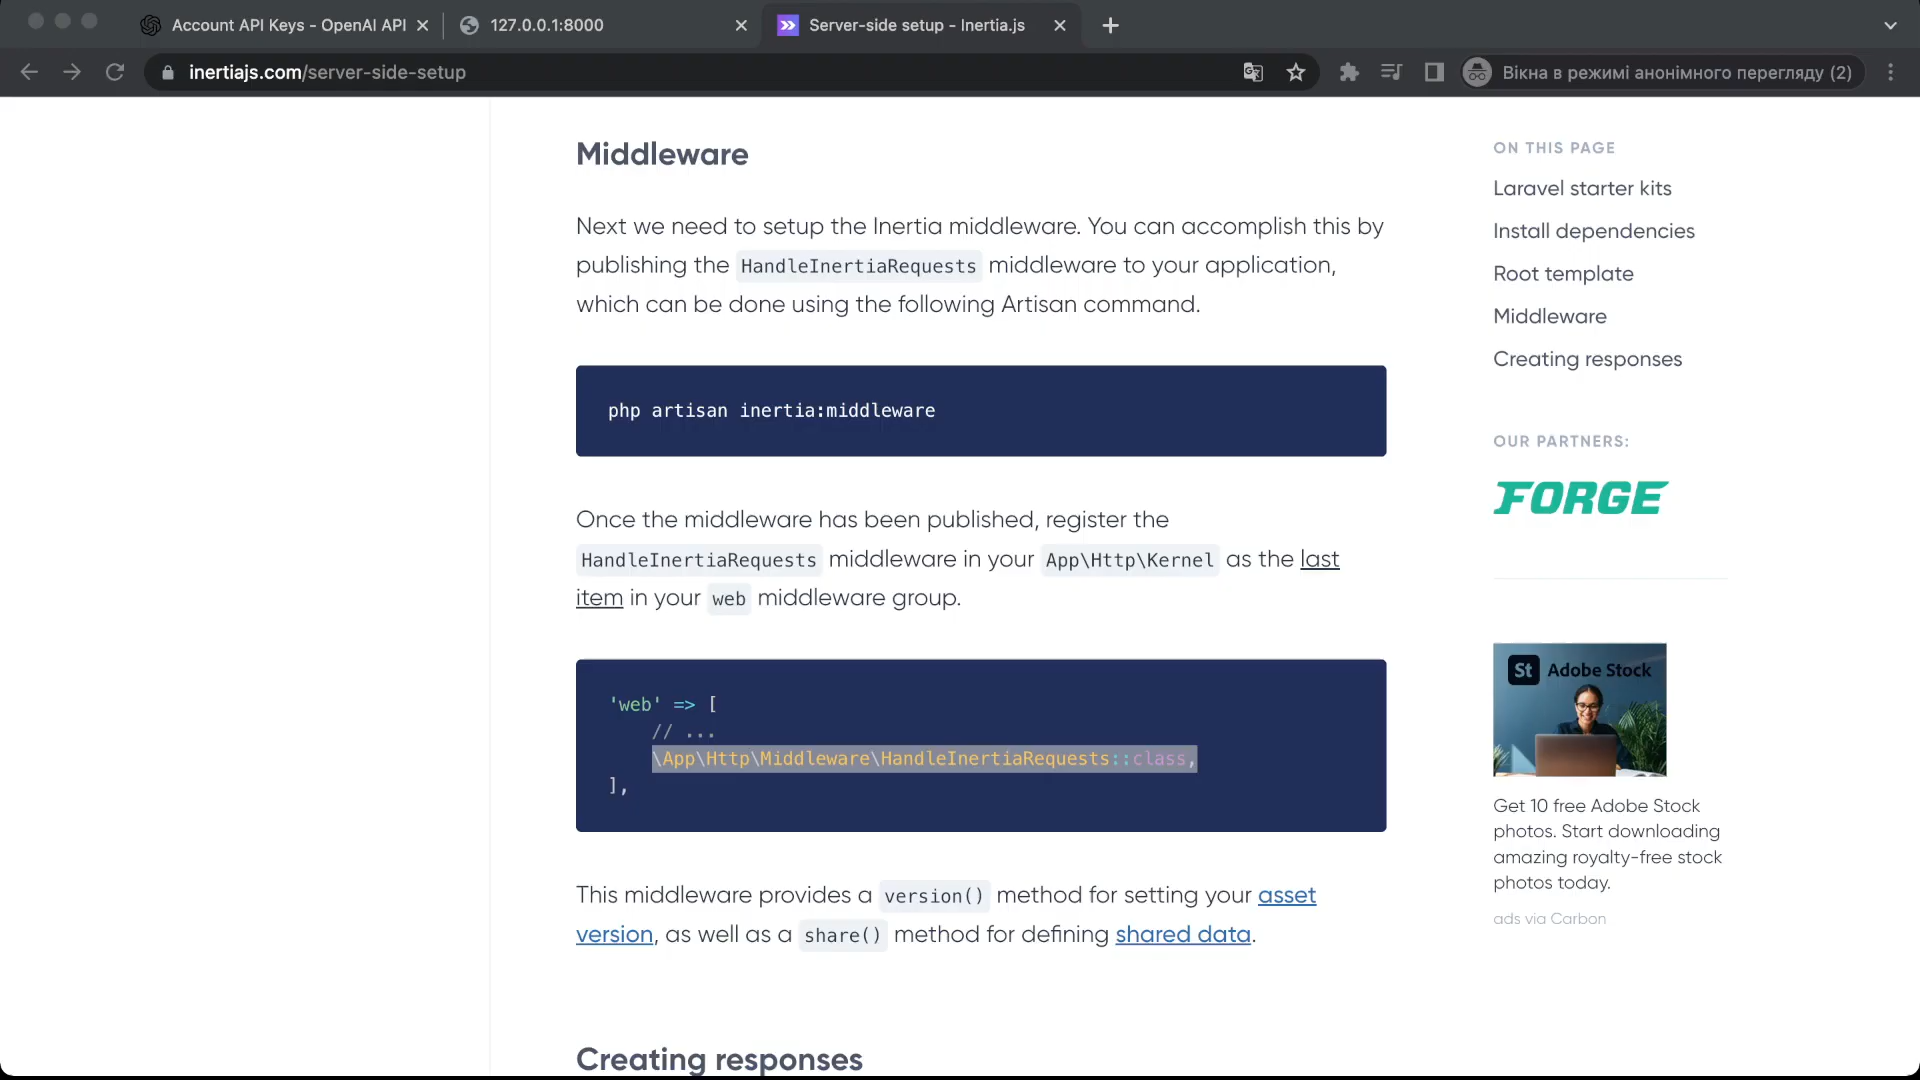 Account API Keys - OpenAI API
127.0.0.1:8000
Server-side setup - Inertia.js
inertiajs.com/server-side-setup
Вікна в режимі анонімного перегляду (2)
Middleware
Next we need to setup the Inertia middleware. You can accomplish this by
publishing the HandleInertiaRequests middleware to your application,
which can be done using the following Artisan command.
php artisan inertia:middleware
Once the middleware has been published, register the
HandleInertiaRequests middleware in your App\Http\Kernel as the last
item in your web middleware group.
'web' => [
// ...
\App\Http\Middleware\HandleInertiaRequests::class,
],
This middleware provides a version() method for setting your asset
version, as well as a share() method for defining shared data.
Creating responses
ON THIS PAGE
Laravel starter kits
Install dependencies
Root template
Middleware
Creating responses
OUR PARTNERS:
FORGE
St Adobe Stock
Get 10 free Adobe Stock
photos. Start downloading
amazing royalty-free stock
photos today.
ads via Carbon